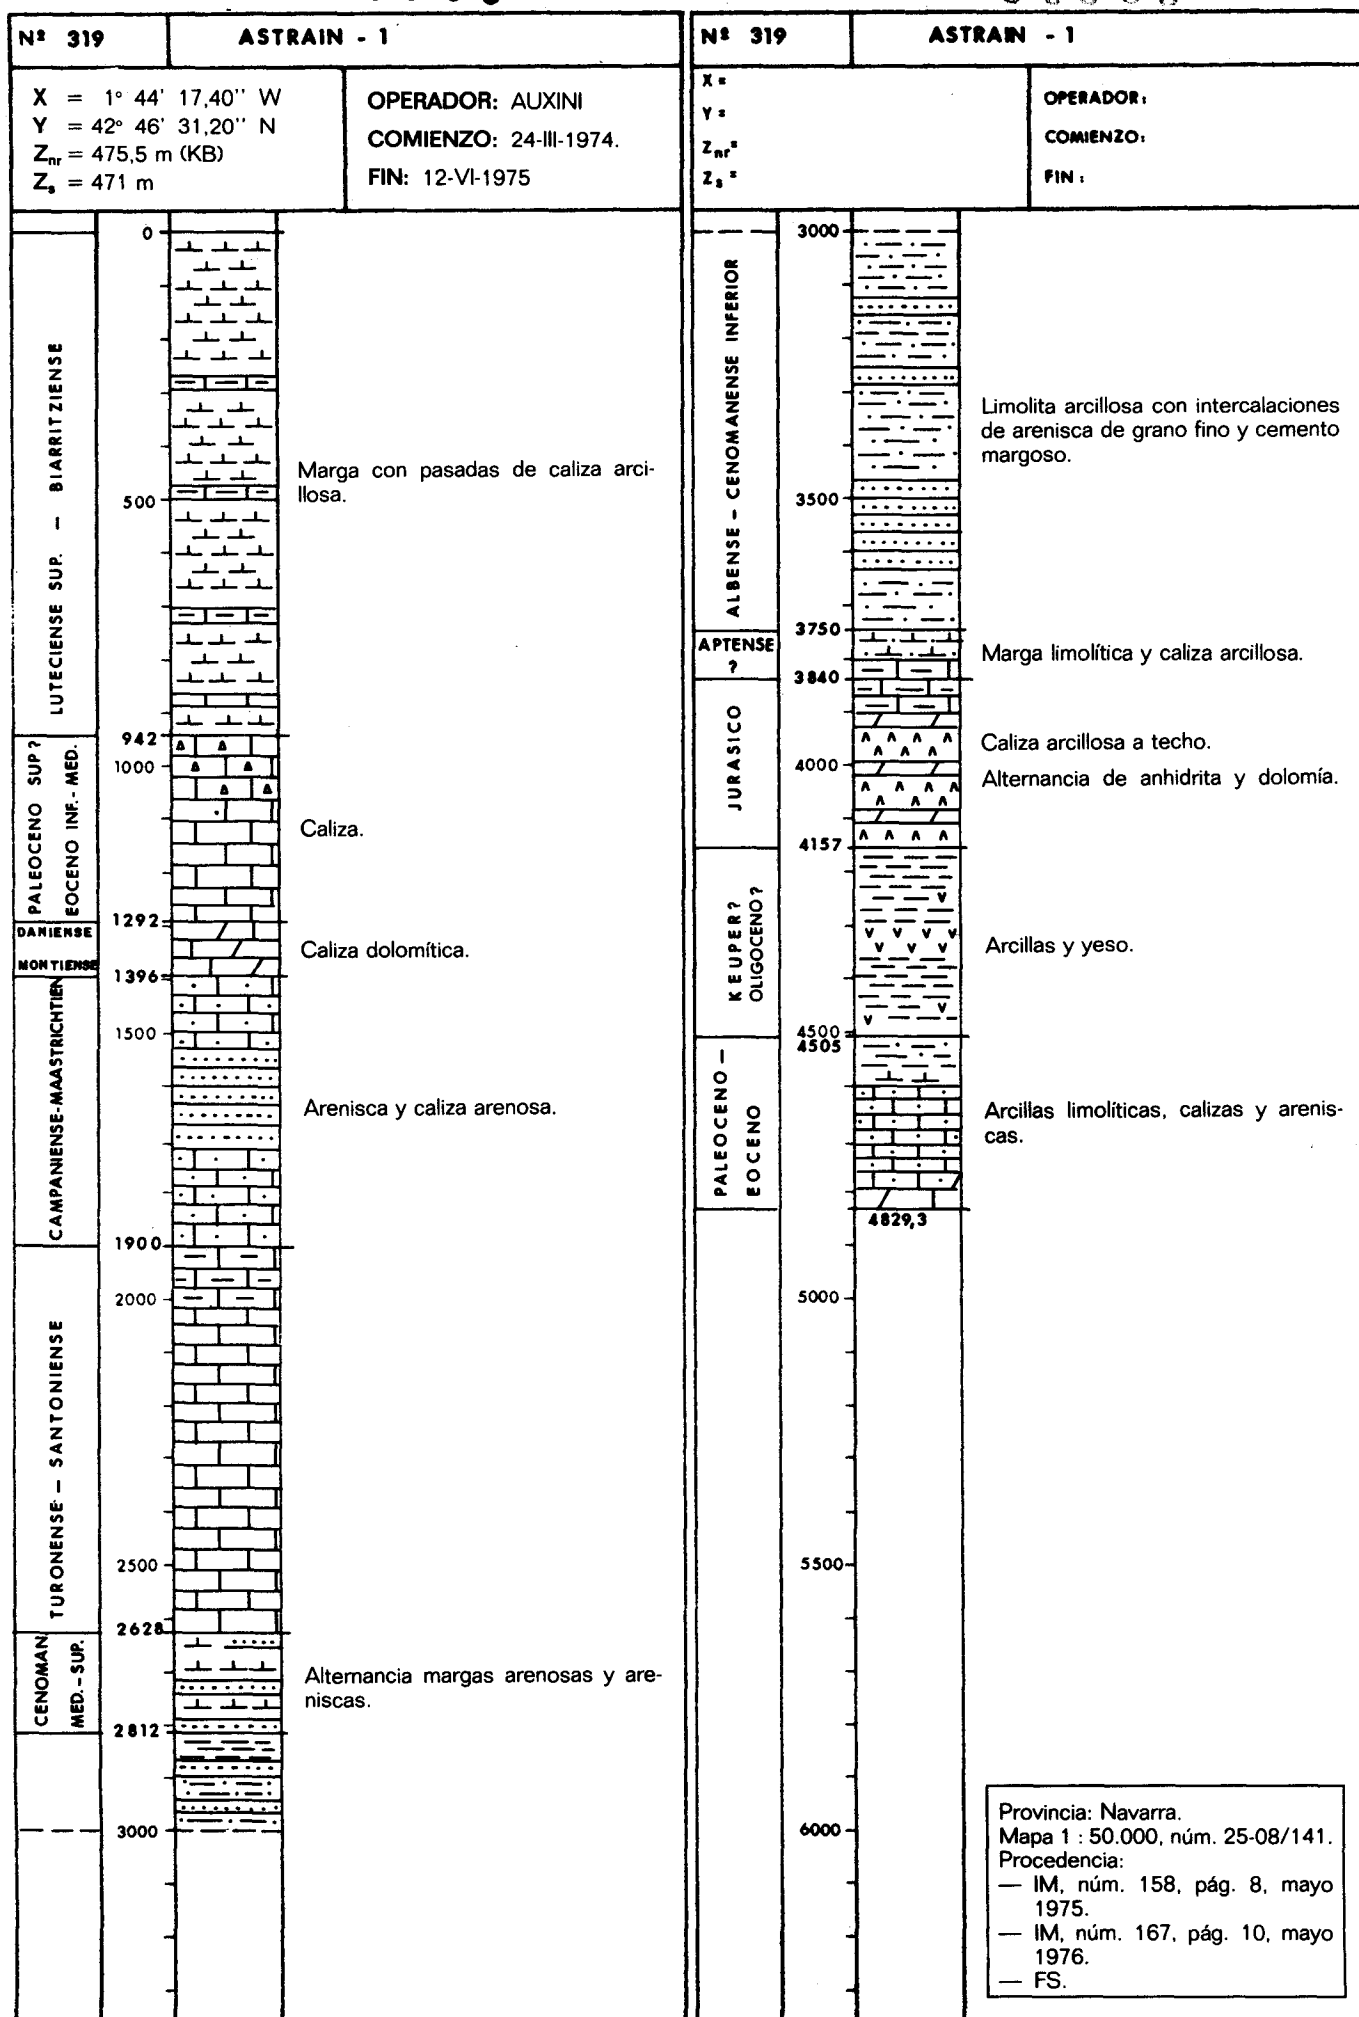 Nº 319
ASTRAIN - 1
X = 1° 44' 17,40'' W
Y = 42° 46' 31,20'' N
Znr = 475,5 m (KB)
Zs = 471 m
OPERADOR: AUXINI
COMIENZO: 24-III-1974.
FIN: 12-VI-1975
0
500
942
1000
1292
1396
1500
1900
2000
2500
2628
2812
3000
LUTECIENSE SUP. - BIARRITZIENSE
PALEOCENO SUP?
EOCENO INF.- MED.
DANIENSE
MONTIENSE
CAMPANENSE-MAASTRICHTIEN
TURONENSE - SANTONIENSE
CENOMAN.
MED.-SUP.
Marga con pasadas de caliza arci-
llosa.
Caliza.
Caliza dolomítica.
Arenisca y caliza arenosa.
Alternancia margas arenosas y are-
niscas.
Nº 319
ASTRAIN - 1
X =
Y =
Znr=
Zs =
OPERADOR:
COMIENZO:
FIN:
3000
3500
3750
3840
4000
4157
4500
4505
4829,3
5000
5500
6000
ALBENSE - CENOMANENSE INFERIOR
APTENSE
?
JURASICO
KEUPER?
OLIGOCENO?
PALEOCENO -
EOCENO
Limolita arcillosa con intercalaciones
de arenisca de grano fino y cemento
margoso.
Marga limolítica y caliza arcillosa.
Caliza arcillosa a techo.
Alternancia de anhidrita y dolomía.
Arcillas y yeso.
Arcillas limolíticas, calizas y arenis-
cas.
Provincia: Navarra.
Mapa 1 : 50.000, núm. 25-08/141.
Procedencia:
— IM, núm. 158, pág. 8, mayo
1975.
— IM, núm. 167, pág. 10, mayo
1976.
— FS.